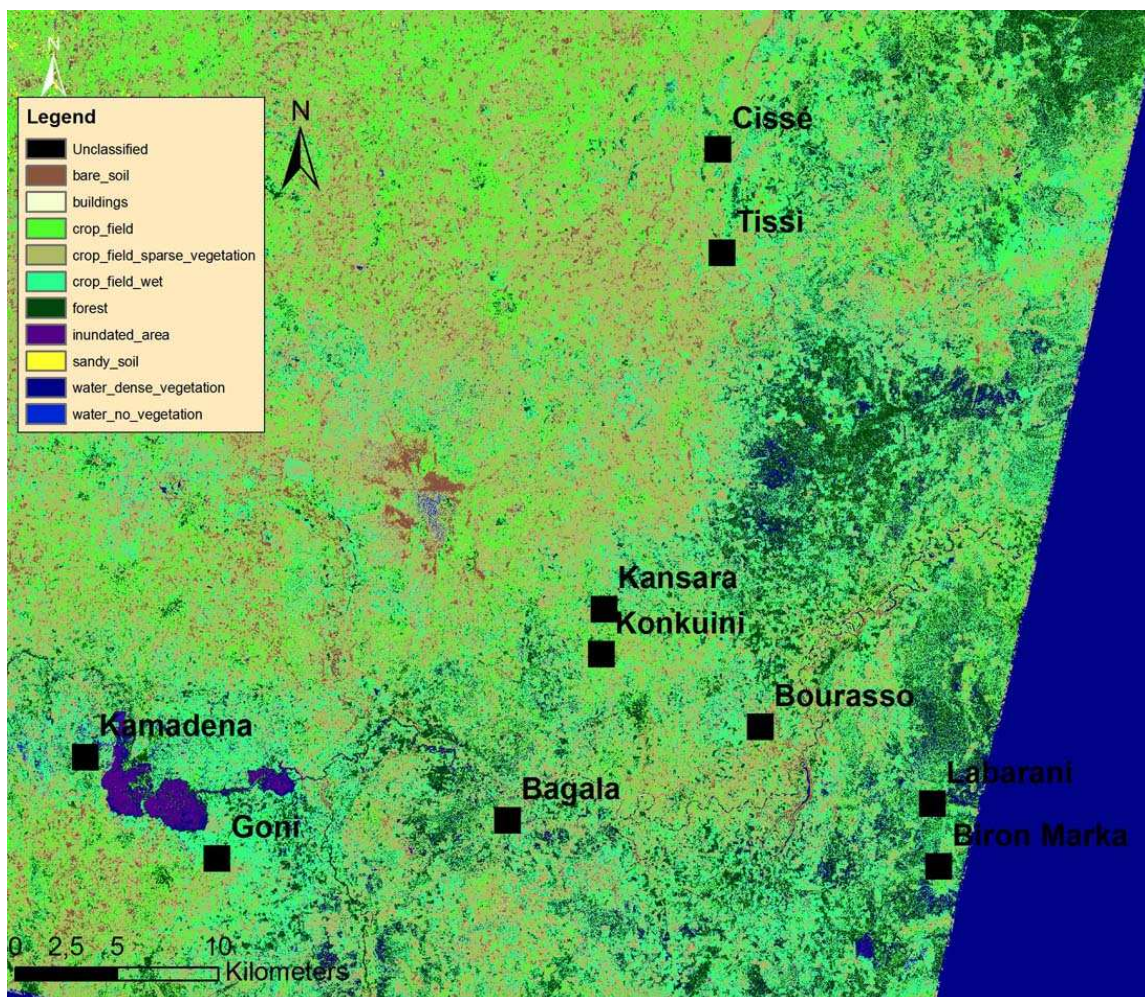 N
N
Legend
Unclassified
bare_soil
buildings
crop_field
crop_field_sparse_vegetation
crop_field_wet
forest
inundated_area
sandy_soil
water_dense_vegetation
water_no_vegetation
Cissé
Tissi
Kansara
Konkuini
Bourasso
Kamadena
Labarani
Bagala
Goni
Biron Marka
0 2,5 5 10
Kilometers